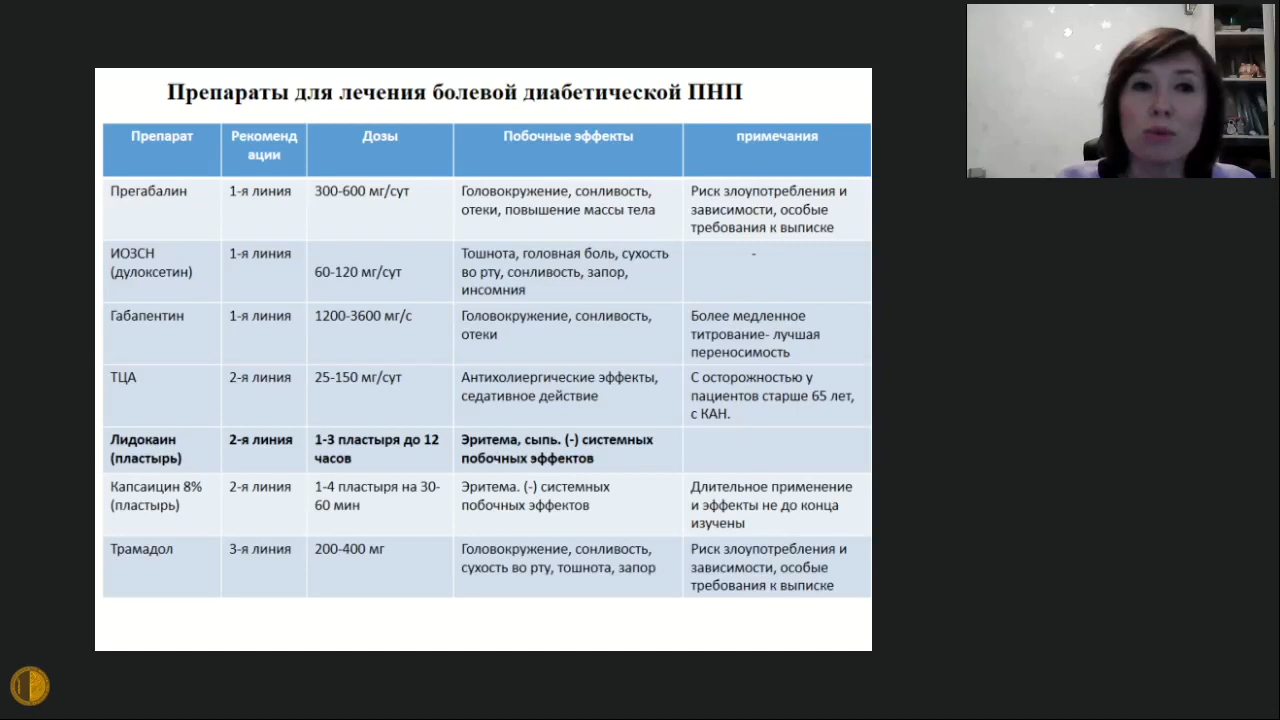 Препараты для лечения болевой диабетической ПНП
Препарат
Рекоменд
ации
Дозы
Побочные эффекты
примечания
Прегабалин
1-я линия
300-600 мг/сут
Головокружение, сонливость,
отеки, повышение массы тела
Риск злоупотребления и
зависимости, особые
требования к выписке
ИОЗСН
(дулоксетин)
1-я линия
60-120 мг/сут
Тошнота, головная боль, сухость
во рту, сонливость, запор,
инсомния
-
Габапентин
1-я линия
1200-3600 мг/с
Головокружение, сонливость,
отеки
Более медленное
титрование- лучшая
переносимость
ТЦА
2-я линия
25-150 мг/сут
Антихолиергические эффекты,
седативное действие
С осторожностью у
пациентов старше 65 лет,
с КАН.
Лидокаин
(пластырь)
2-я линия
1-3 пластыря до 12
часов
Эритема, сыпь. (-) системных
побочных эффектов
Капсаицин 8%
(пластырь)
2-я линия
1-4 пластыря на 30-
60 мин
Эритема. (-) системных
побочных эффектов
Длительное применение
и эффекты не до конца
изучены
Трамадол
3-я линия
200-400 мг
Головокружение, сонливость,
сухость во рту, тошнота, запор
Риск злоупотребления и
зависимости, особые
требования к выписке